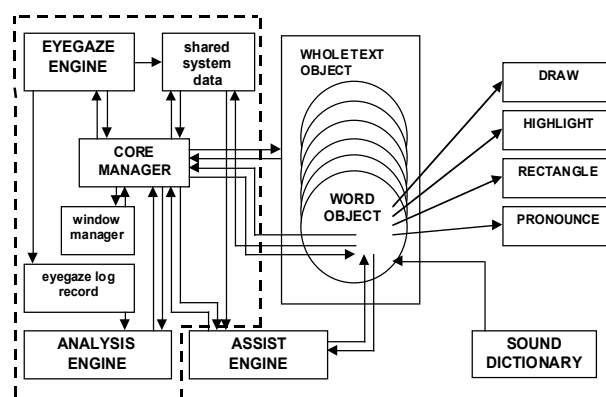 EYEGAZE
ENGINE
shared
system
data
WHOLETEXT
OBJECT
DRAW
HIGHLIGHT
RECTANGLE
PRONOUNCE
CORE
MANAGER
WORD
OBJECT
window
manager
eyegaze log
record
ANALYSIS
ENGINE
ASSIST
ENGINE
SOUND
DICTIONARY